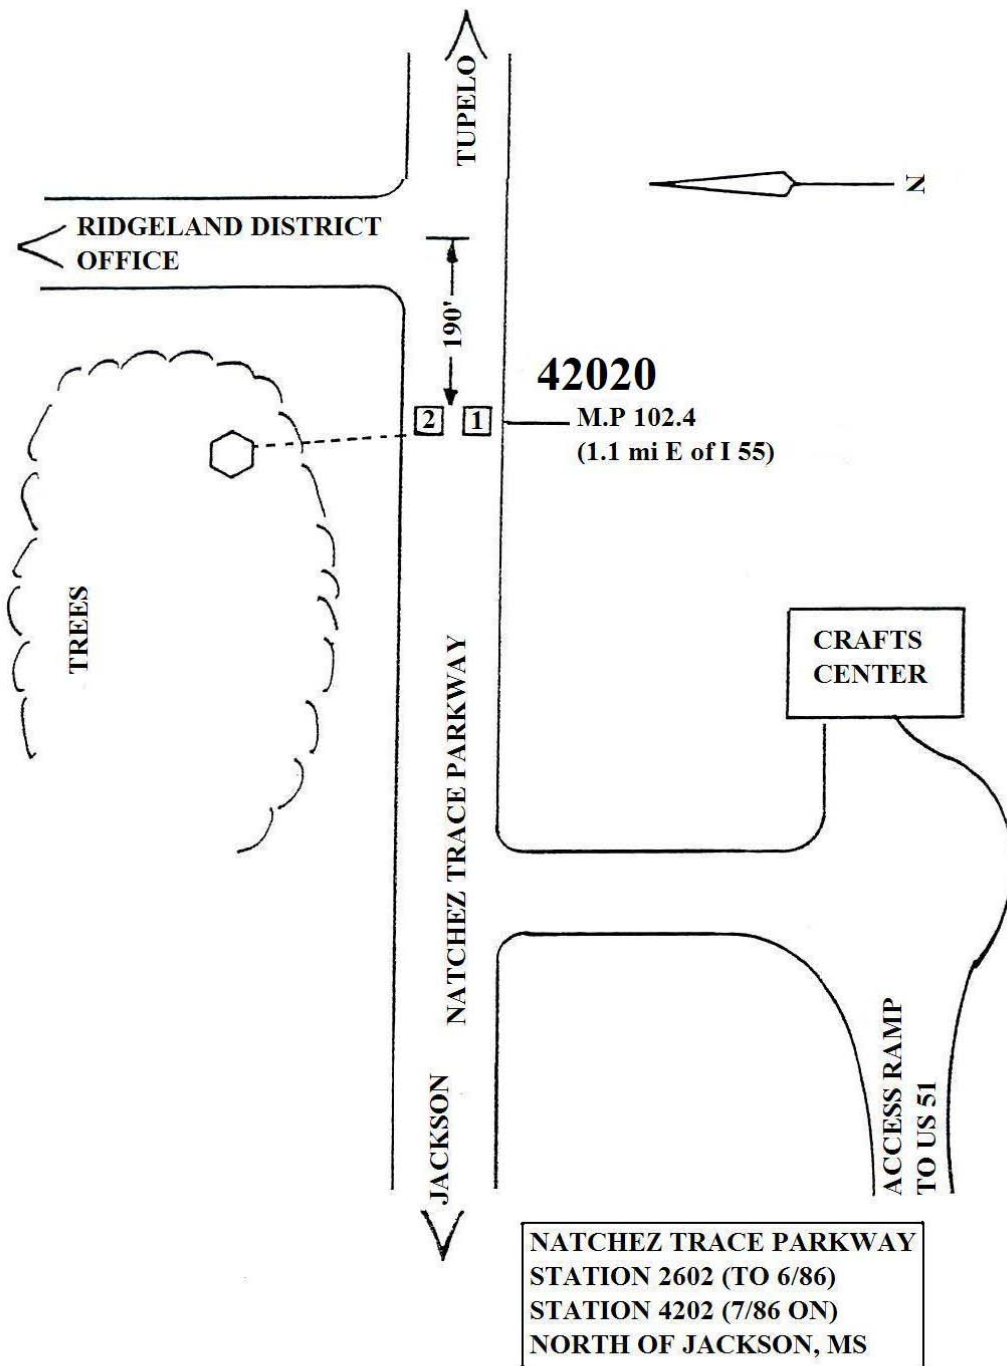 TUPELO
N
RIDGELAND DISTRICT
OFFICE
190'
42020
2
1
M.P 102.4
(1.1 mi E of I 55)
TREES
CRAFTS
CENTER
NATCHEZ TRACE PARKWAY
JACKSON
ACCESS RAMP
TO US 51
NATCHEZ TRACE PARKWAY
STATION 2602 (TO 6/86)
STATION 4202 (7/86 ON)
NORTH OF JACKSON, MS